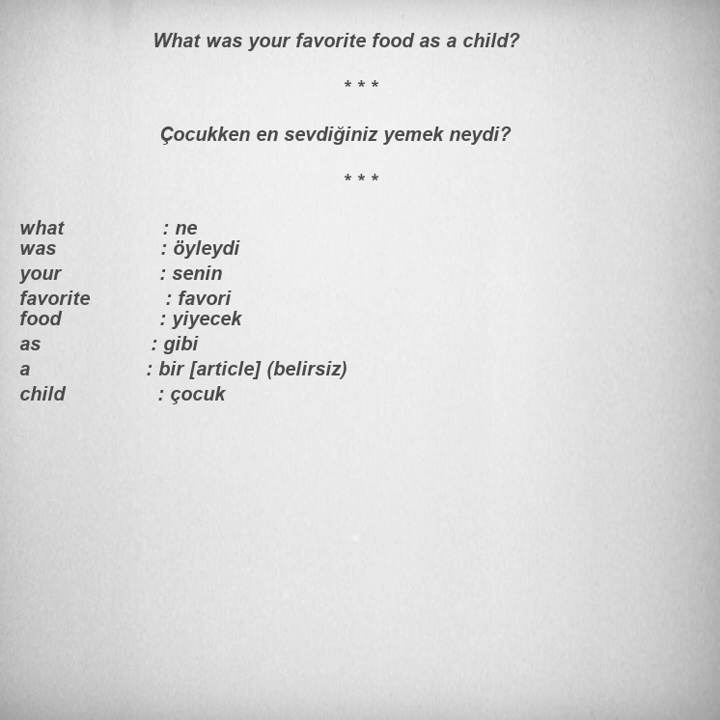 What was your favorite food as a child?
* * *
Çocukken en sevdiğiniz yemek neydi?
* * *
what : ne
was : öyleydi
your : senin
favorite : favori
food : yiyecek
as : gibi
a : bir [article] (belirsiz)
child : çocuk